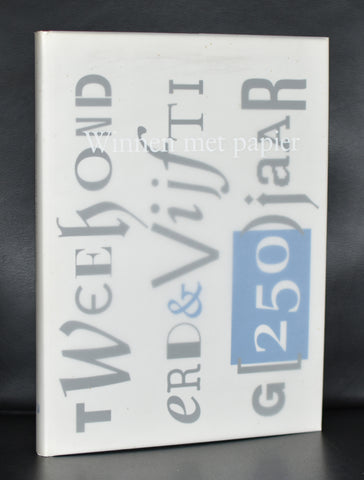 Winnen met papier
TWEEhOND
eRD&VijfTI
G[250)jaaR